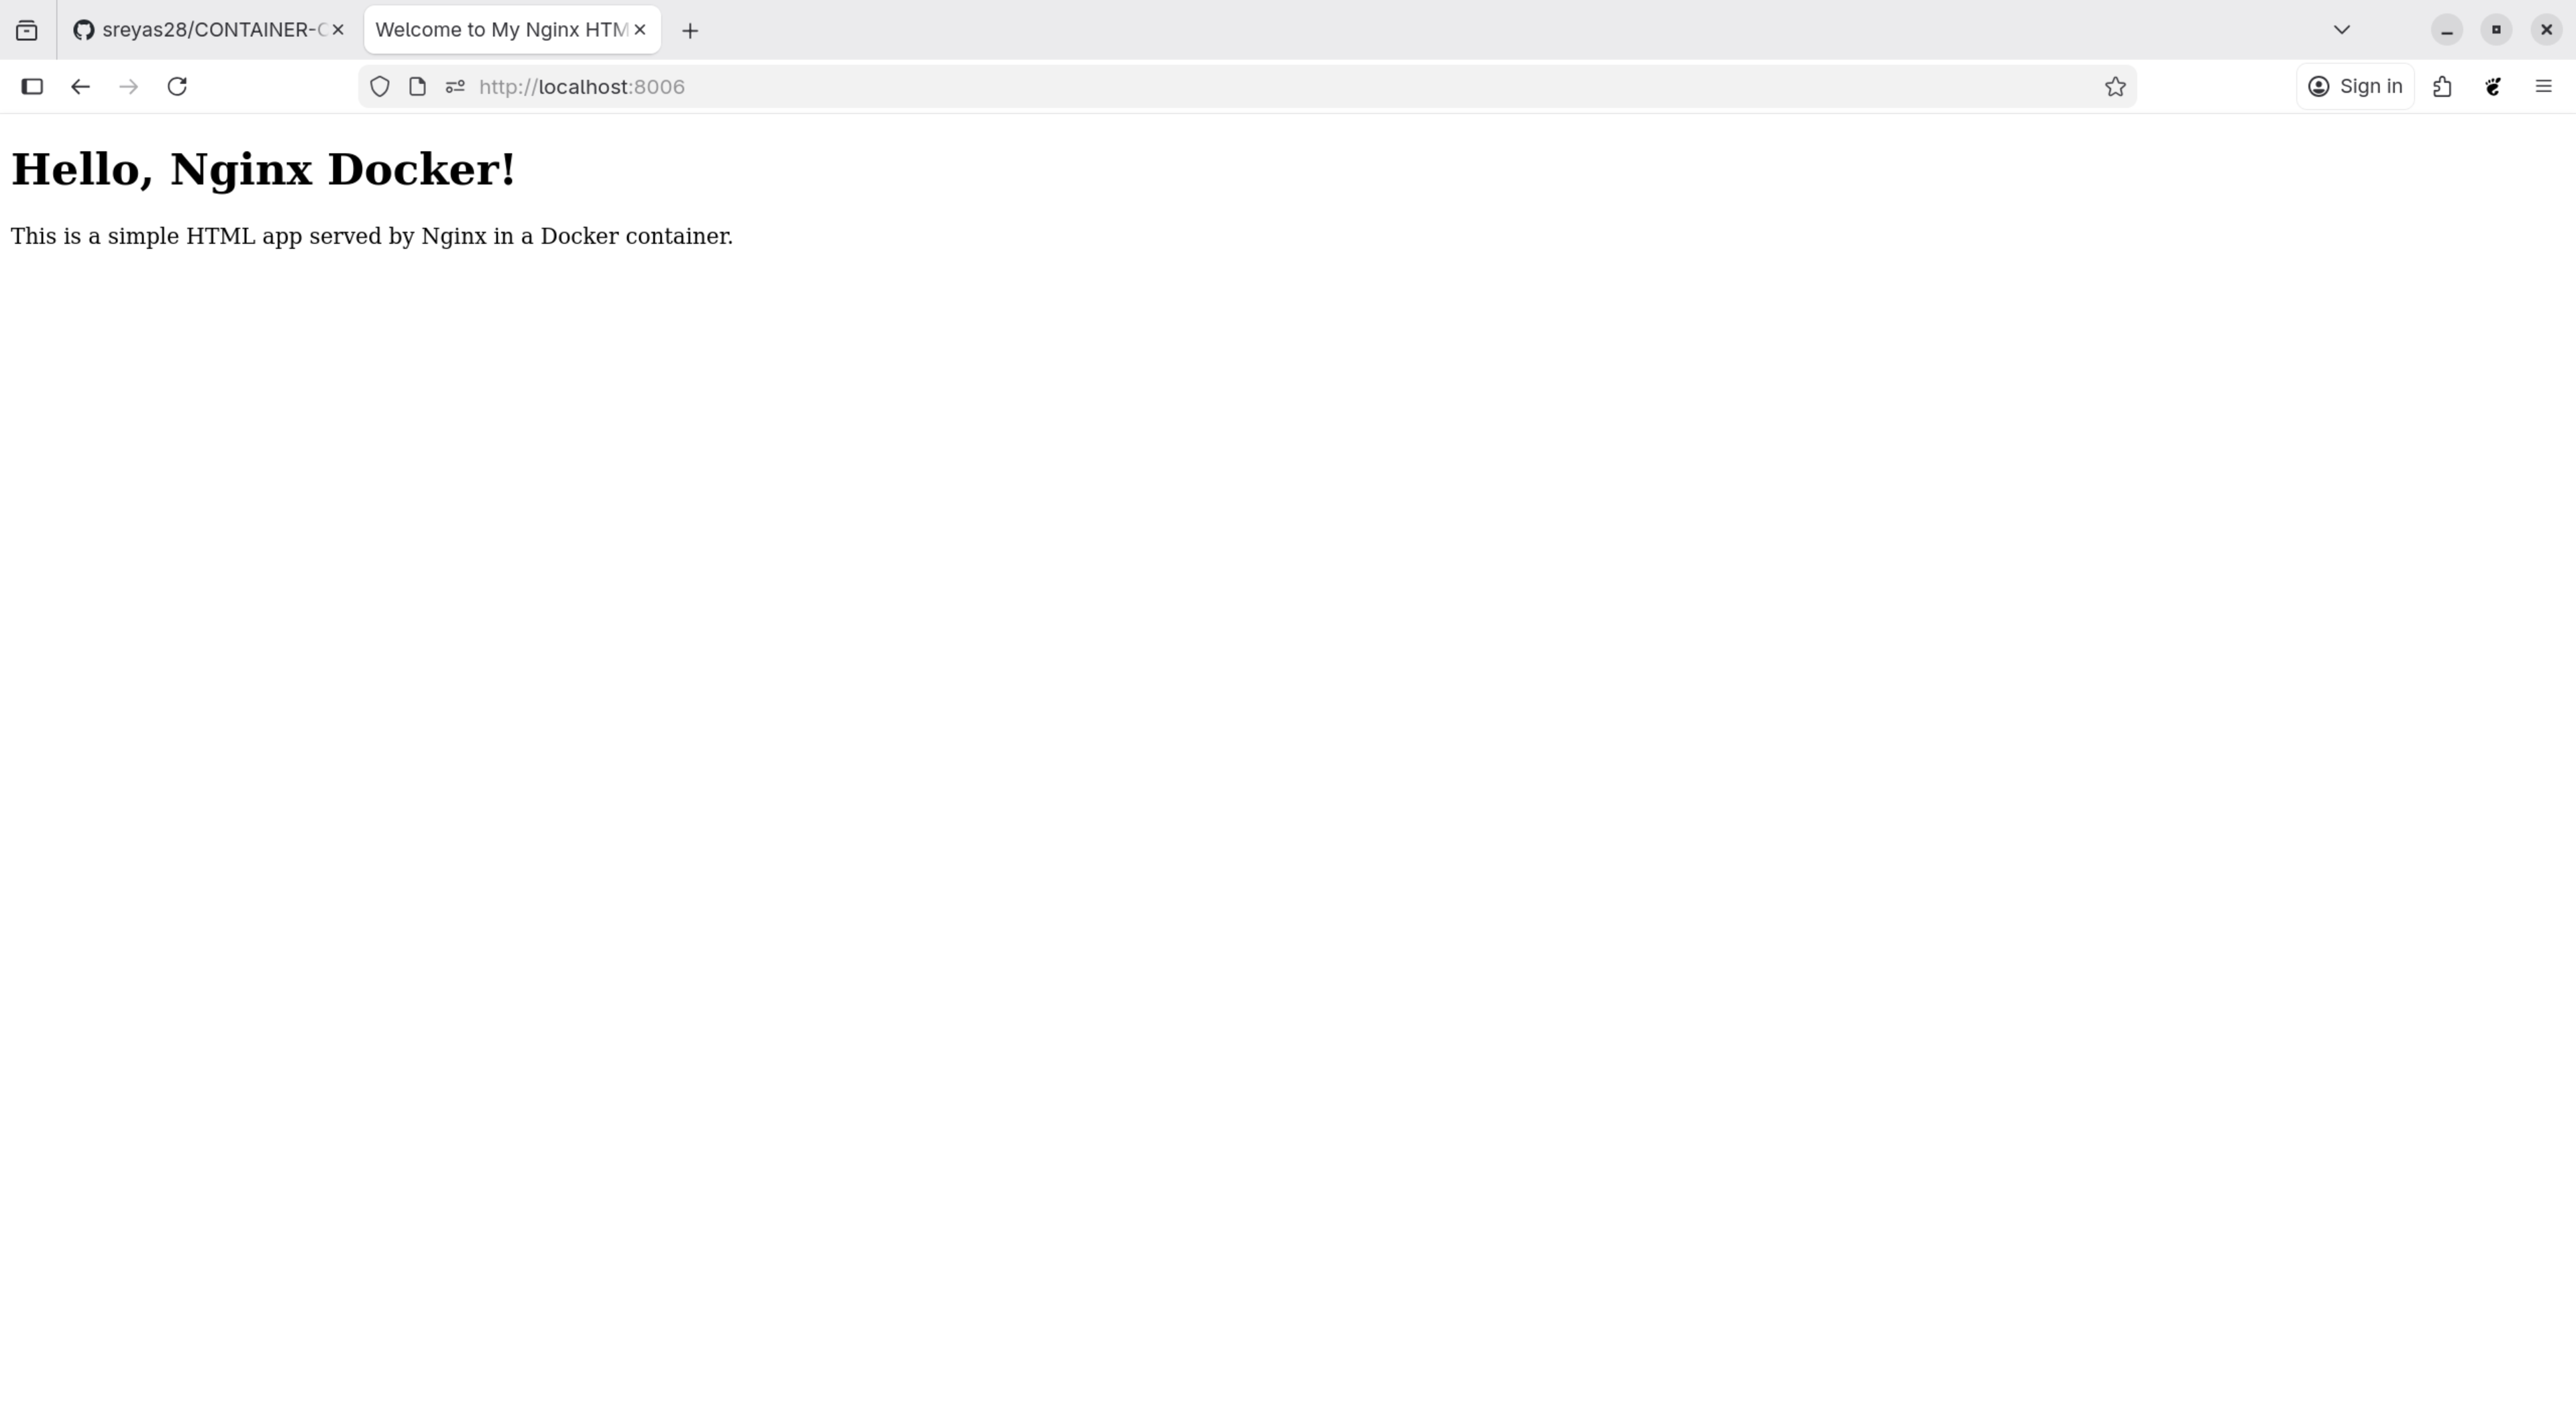 sreyas28/CONTAINER-
Welcome to My Nginx HTM
http://localhost:8006
Sign in
Hello, Nginx Docker!
This is a simple HTML app served by Nginx in a Docker container.